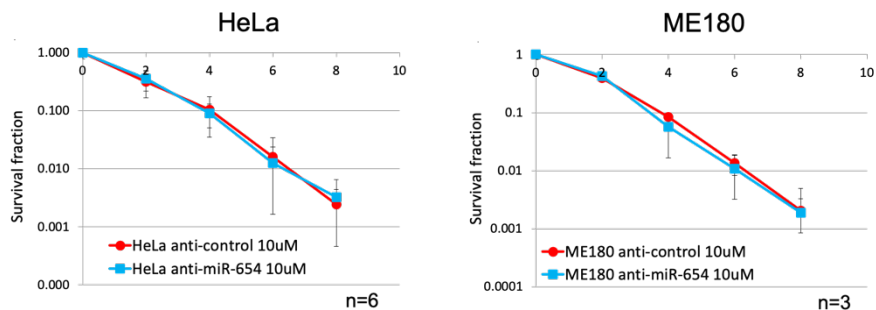 HeLa
1.000
0 2 4 6 8 10
0.100
0.010
0.001
0.000
Survival fraction
HeLa anti-control 10uM
HeLa anti-miR-654 10uM
n=6
ME180
1
0 2 4 6 8 10
0.1
0.01
0.001
0.0001
Survival fraction
ME180 anti-control 10uM
ME180 anti-miR-654 10uM
n=3